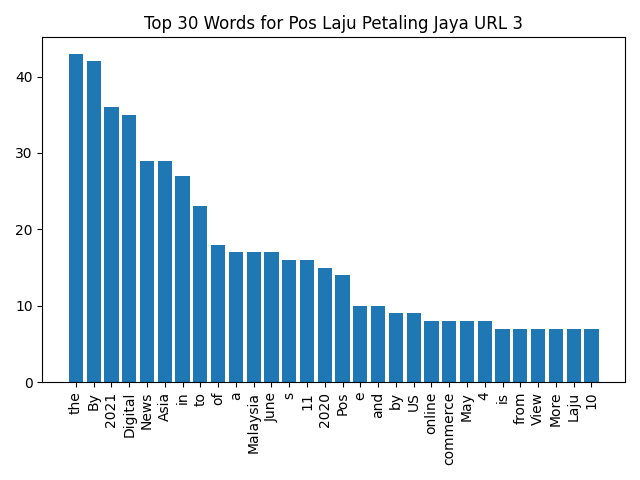 Top 30 Words for Pos Laju Petaling Jaya URL 3
40
30
20
10
0
the
By
2021
Digital
News
Asia
in
to
of
a
Malaysia
June
s
11
2020
Pos
e
and
by
US
online
commerce
May
4
is
from
View
More
Laju
10